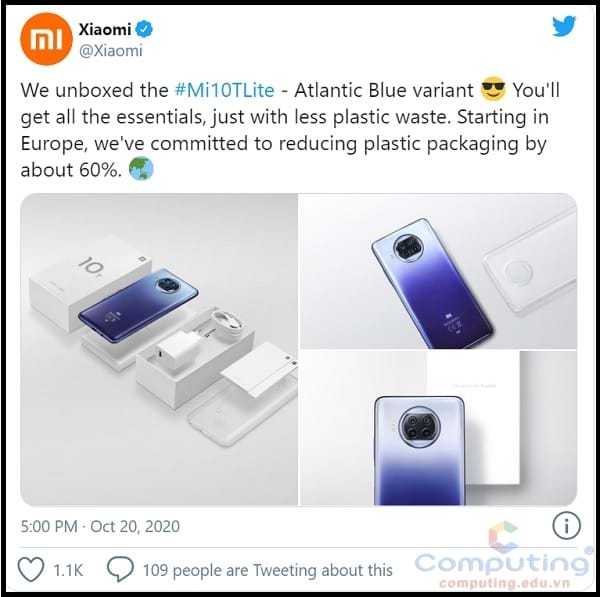 Xiaomi
@Xiaomi
We unboxed the #Mi10TLite - Atlantic Blue variant 😎 You'll
get all the essentials, just with less plastic waste. Starting in
Europe, we've committed to reducing plastic packaging by
about 60%. 🌏
10T
5:00 PM · Oct 20, 2020
1.1K 109 people are Tweeting about this
Computing®
computing.edu.vn